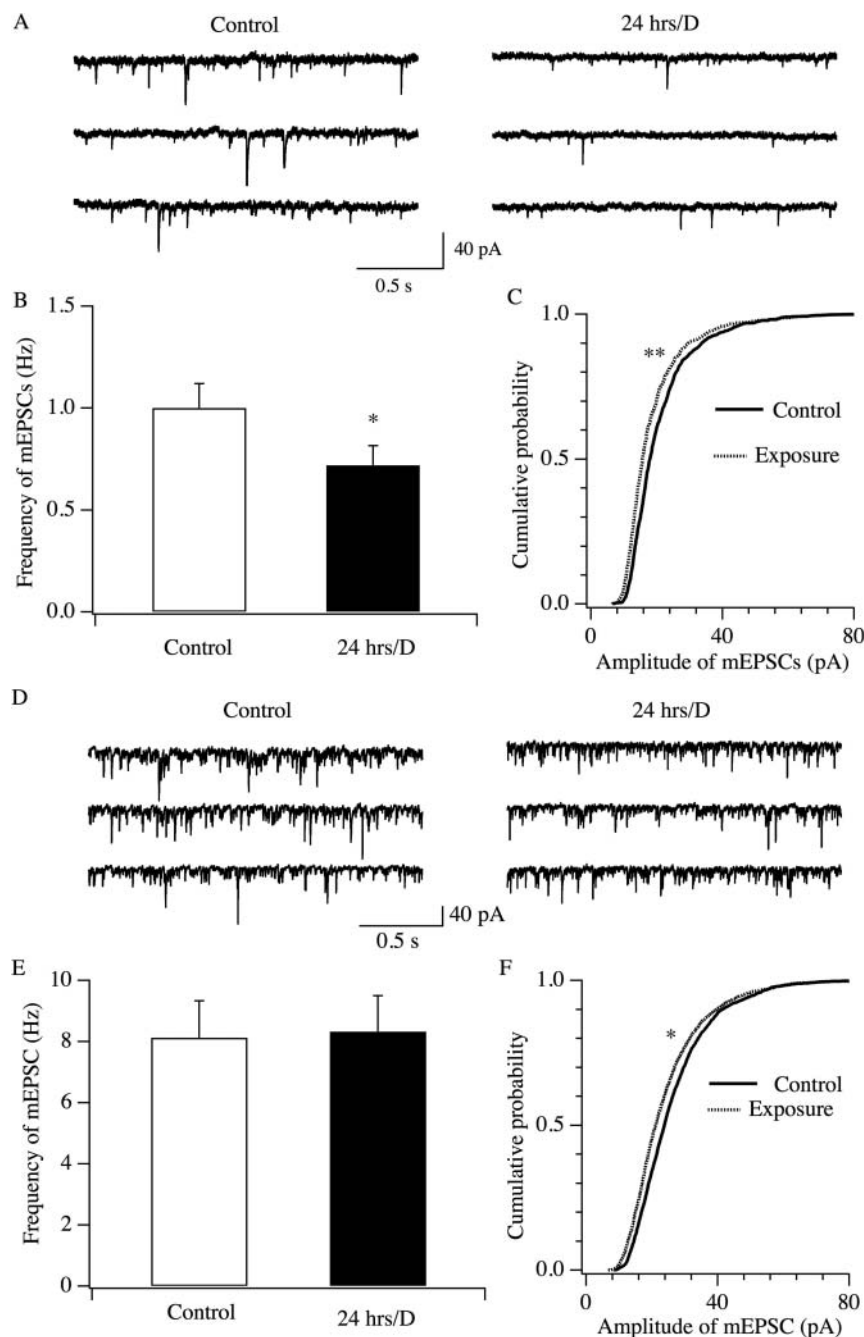 A
Control
24 hrs/D
40 pA
0.5 s
B
Frequency of mEPSCs (Hz)
1.5
1.0
0.5
0.0
*
Control
24 hrs/D
C
Cumulative probability
1.0
0.5
0.0
**
Control
Exposure
0
40
80
Amplitude of mEPSCs (pA)
D
Control
24 hrs/D
40 pA
0.5 s
E
Frequency of mEPSC (Hz)
10
8
6
4
2
0
Control
24 hrs/D
F
Cumulative probability
1.0
0.5
0.0
*
Control
Exposure
0
40
80
Amplitude of mEPSC (pA)